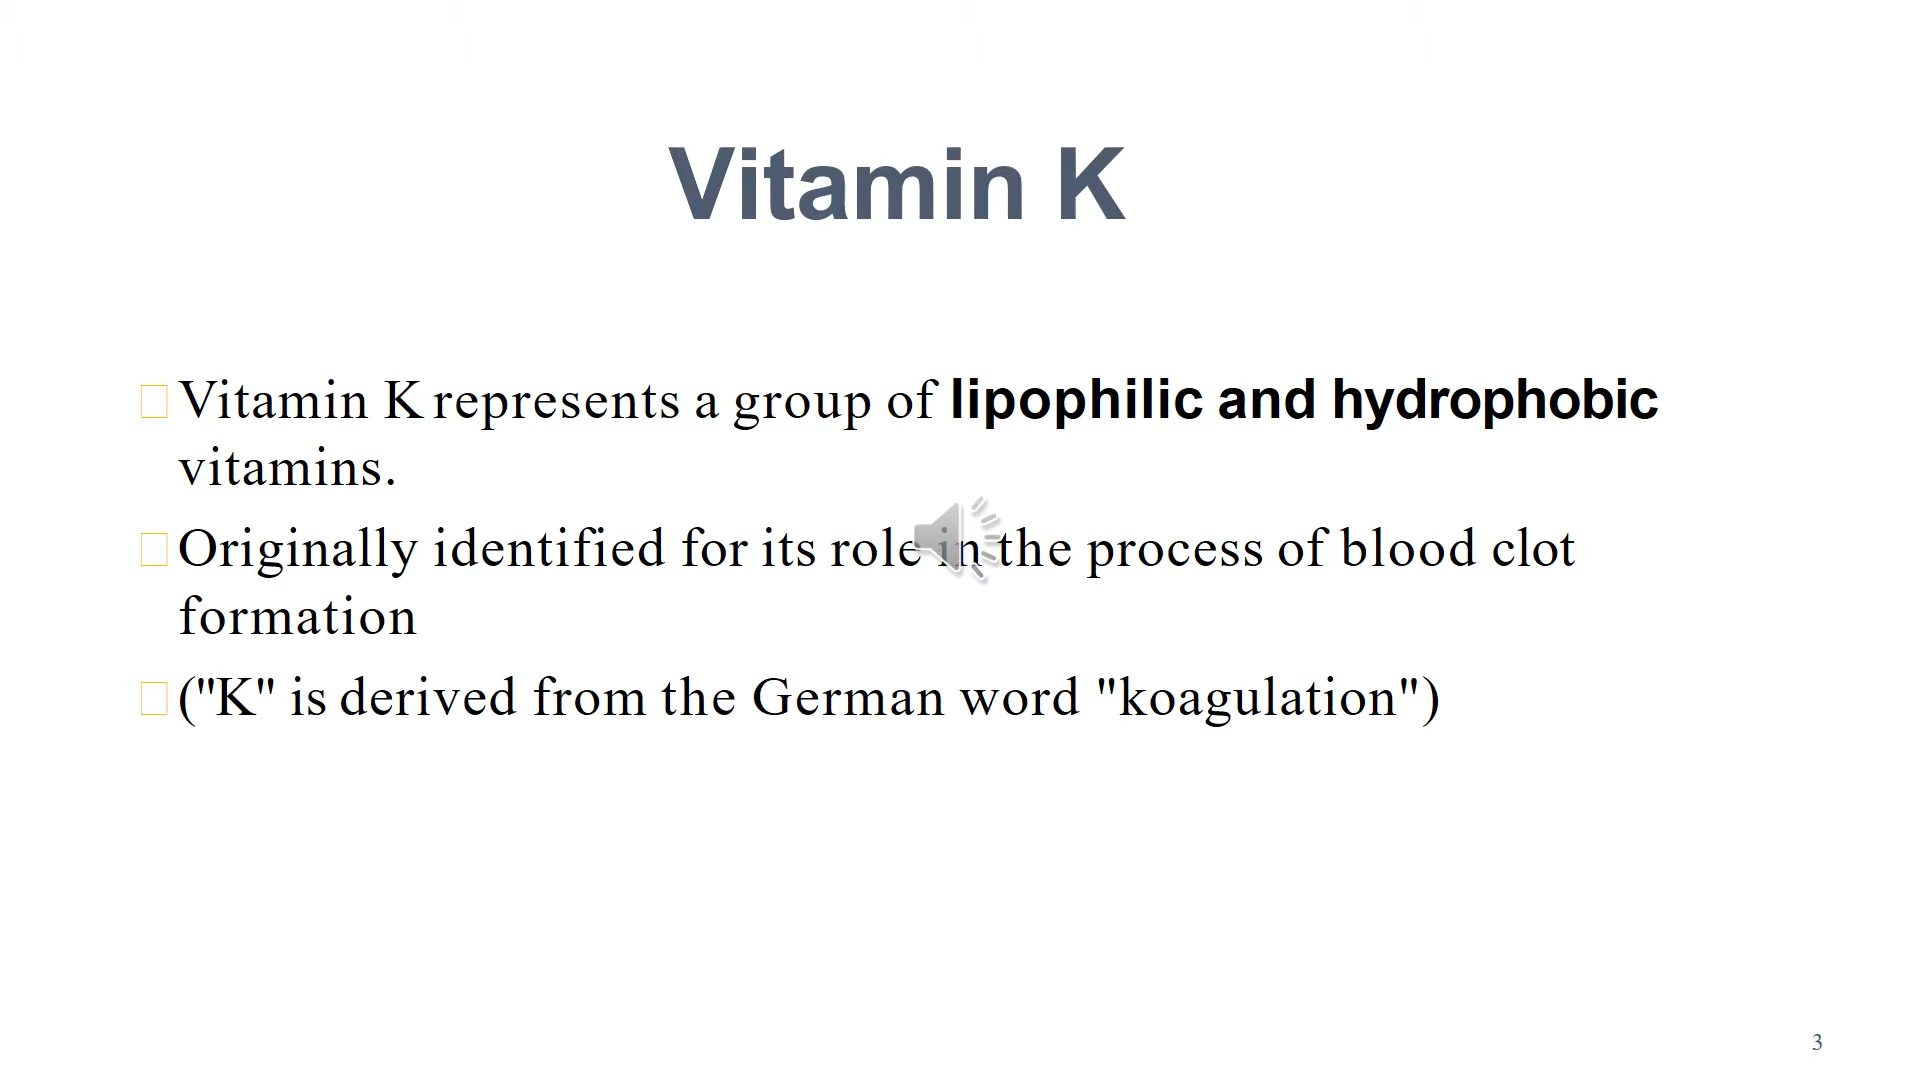 Vitamin K
Vitamin K represents a group of lipophilic and hydrophobic
vitamins.
Originally identified for its role in the process of blood clot
formation
("K" is derived from the German word "koagulation")
3